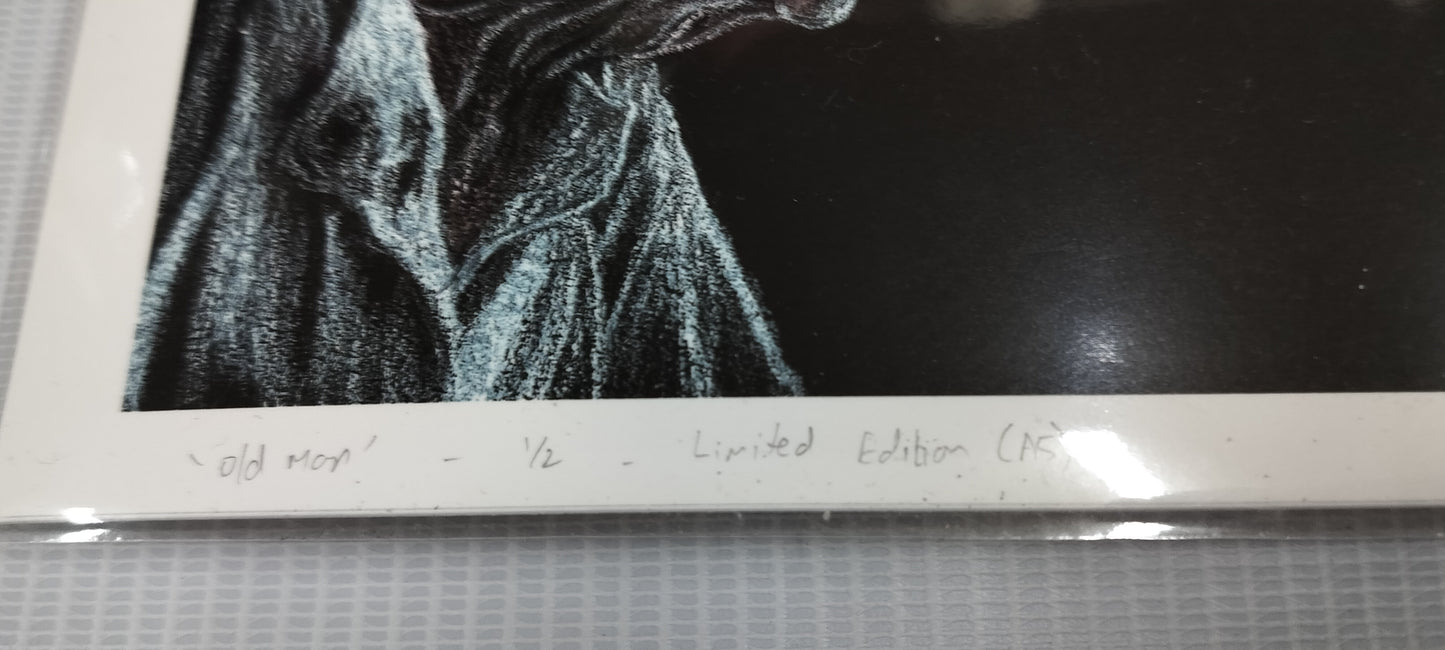 'Old Man' - 1/2 - Limited Edition (A5)